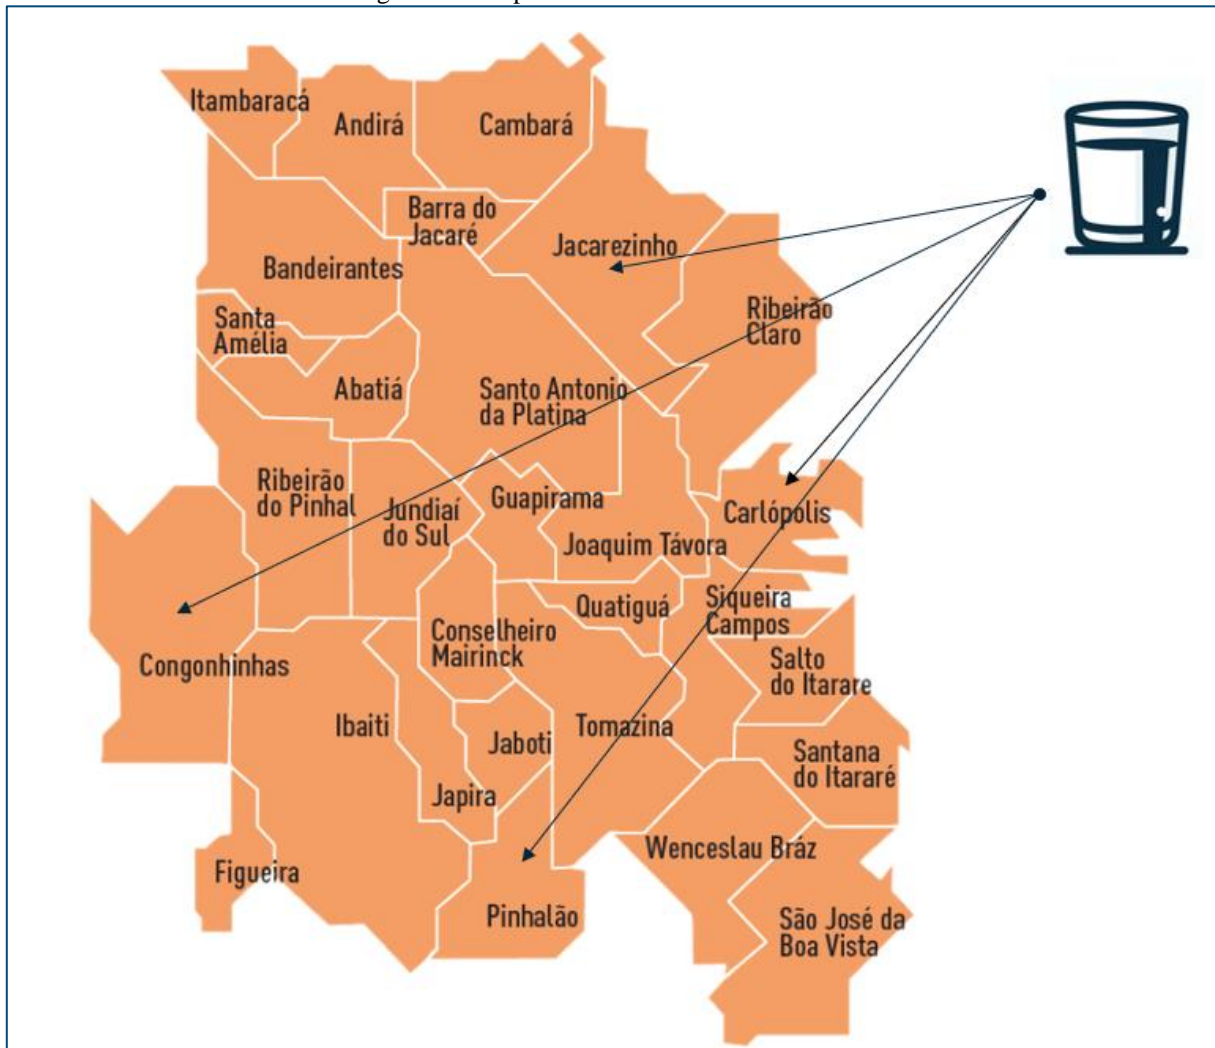 Itambaracá
Andirá
Cambará
Barra do
Jacaré
Jacarezinho
Bandeirantes
Ribeirão
Claro
Santa
Amélia
Abatiá
Santo Antonio
da Platina
Ribeirão
do Pinhal
Jundiaí
do Sul
Guapirama
Carlópolis
Joaquim Távora
Quatiguá
Siqueira
Campos
Conselheiro
Mairinck
Congonhinhas
Salto
do Itarare
Ibaiti
Jaboti
Tomazina
Santana
do Itararé
Japira
Wenceslau Bráz
Figueira
Pinhalão
São José da
Boa Vista